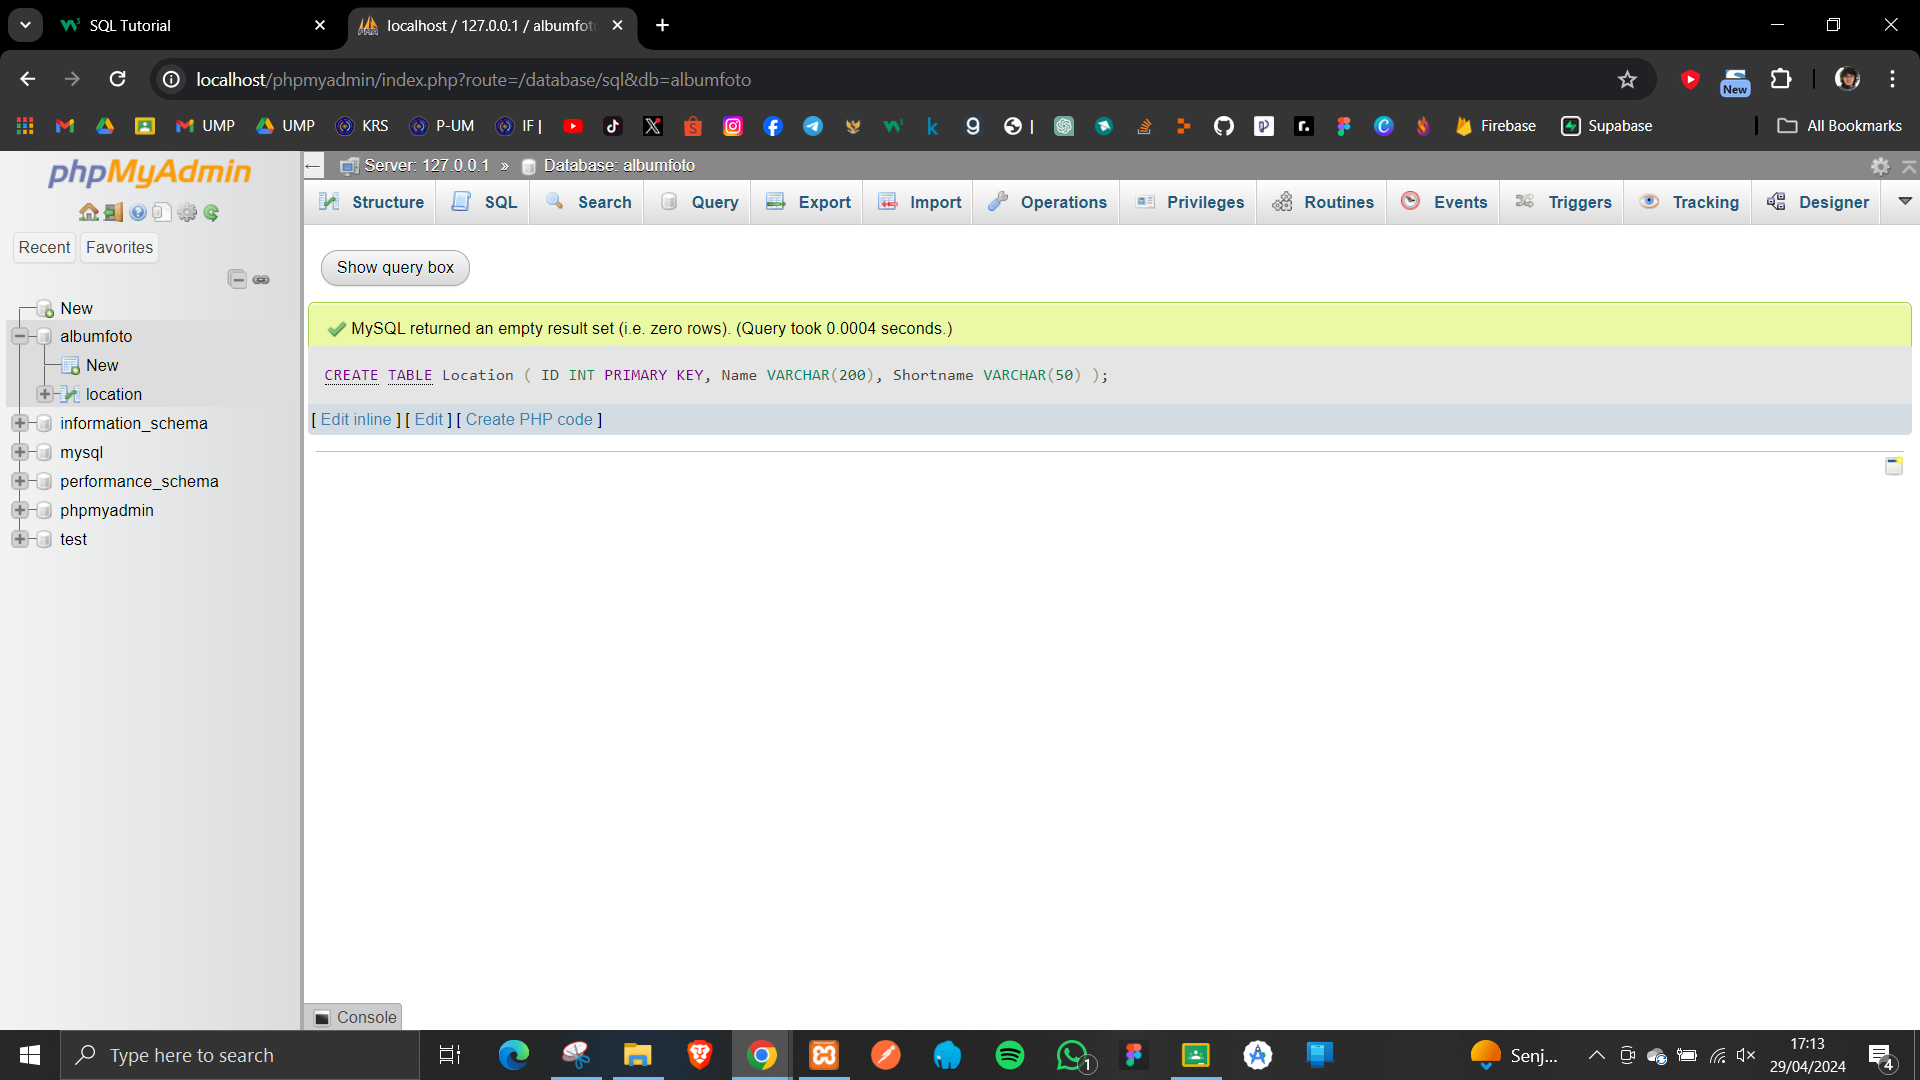 SQL Tutorial
localhost / 127.0.0.1 / albumfoto
localhost/phpmyadmin/index.php?route=/database/sql&db=albumfoto
New
UMP UMP KRS P-UM IF | | Firebase Supabase All Bookmarks
phpMyAdmin
Recent Favorites
New
albumfoto
New
location
information_schema
mysql
performance_schema
phpmyadmin
test
Server: 127.0.0.1 » Database: albumfoto
Structure SQL Search Query Export Import Operations Privileges Routines Events Triggers Tracking Designer
Show query box
MySQL returned an empty result set (i.e. zero rows). (Query took 0.0004 seconds.)
CREATE TABLE Location ( ID INT PRIMARY KEY, Name VARCHAR(200), Shortname VARCHAR(50) );
[ Edit inline ] [ Edit ] [ Create PHP code ]
Console
Type here to search
1
Senj...
17:13
29/04/2024
4